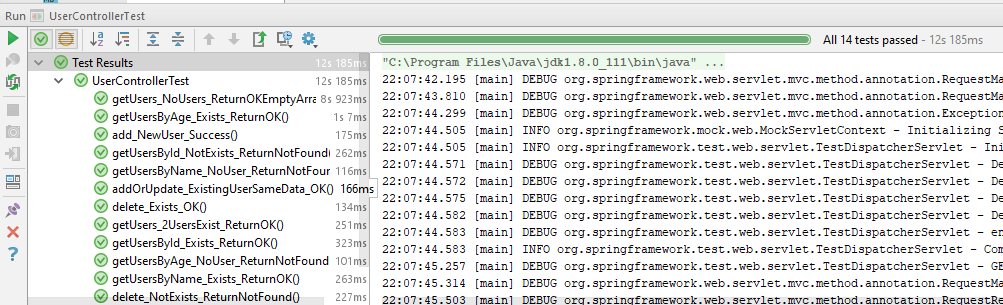 Run UserControllerTest
All 14 tests passed - 12s 185ms
Test Results 12s 185ms
UserControllerTest 12s 185ms
getUsers_NoUsers_ReturnOKEmptyArra 8s 923ms
getUsersByAge_Exists_ReturnOK() 1s 7ms
add_NewUser_Success() 175ms
getUsersById_NotExists_ReturnNotFound( 262ms
getUsersByName_NoUser_ReturnNotFour 116ms
addOrUpdate_ExistingUserSameData_OK() 166ms
delete_Exists_OK() 134ms
getUsers_2UsersExist_ReturnOK() 251ms
getUsersById_Exists_ReturnOK() 323ms
getUsersByAge_NoUser_ReturnNotFound 101ms
getUsersByName_Exists_ReturnOK() 263ms
delete_NotExists_ReturnNotFound() 227ms
"C:\Program Files\Java\jdk1.8.0_111\bin\java" ...
22:07:42.195 [main] DEBUG org.springframework.web.servlet.mvc.method.annotation.RequestMa
22:07:43.810 [main] DEBUG org.springframework.web.servlet.mvc.method.annotation.RequestMa
22:07:44.299 [main] DEBUG org.springframework.web.servlet.mvc.method.annotation.Exception
22:07:44.505 [main] INFO org.springframework.mock.web.MockServletContext - Initializing S
22:07:44.505 [main] INFO org.springframework.test.web.servlet.TestDispatcherServlet - Ini
22:07:44.571 [main] DEBUG org.springframework.test.web.servlet.TestDispatcherServlet - De
22:07:44.572 [main] DEBUG org.springframework.test.web.servlet.TestDispatcherServlet - De
22:07:44.575 [main] DEBUG org.springframework.test.web.servlet.TestDispatcherServlet - De
22:07:44.582 [main] DEBUG org.springframework.test.web.servlet.TestDispatcherServlet - De
22:07:44.583 [main] DEBUG org.springframework.test.web.servlet.TestDispatcherServlet - en
22:07:44.583 [main] INFO org.springframework.test.web.servlet.TestDispatcherServlet - Com
22:07:45.257 [main] DEBUG org.springframework.test.web.servlet.TestDispatcherServlet - GE
22:07:45.314 [main] DEBUG org.springframework.web.servlet.mvc.method.annotation.RequestMa
22:07:45.503 [main] DEBUG org.springframework.web.servlet.mvc.method.annotation.RequestMa